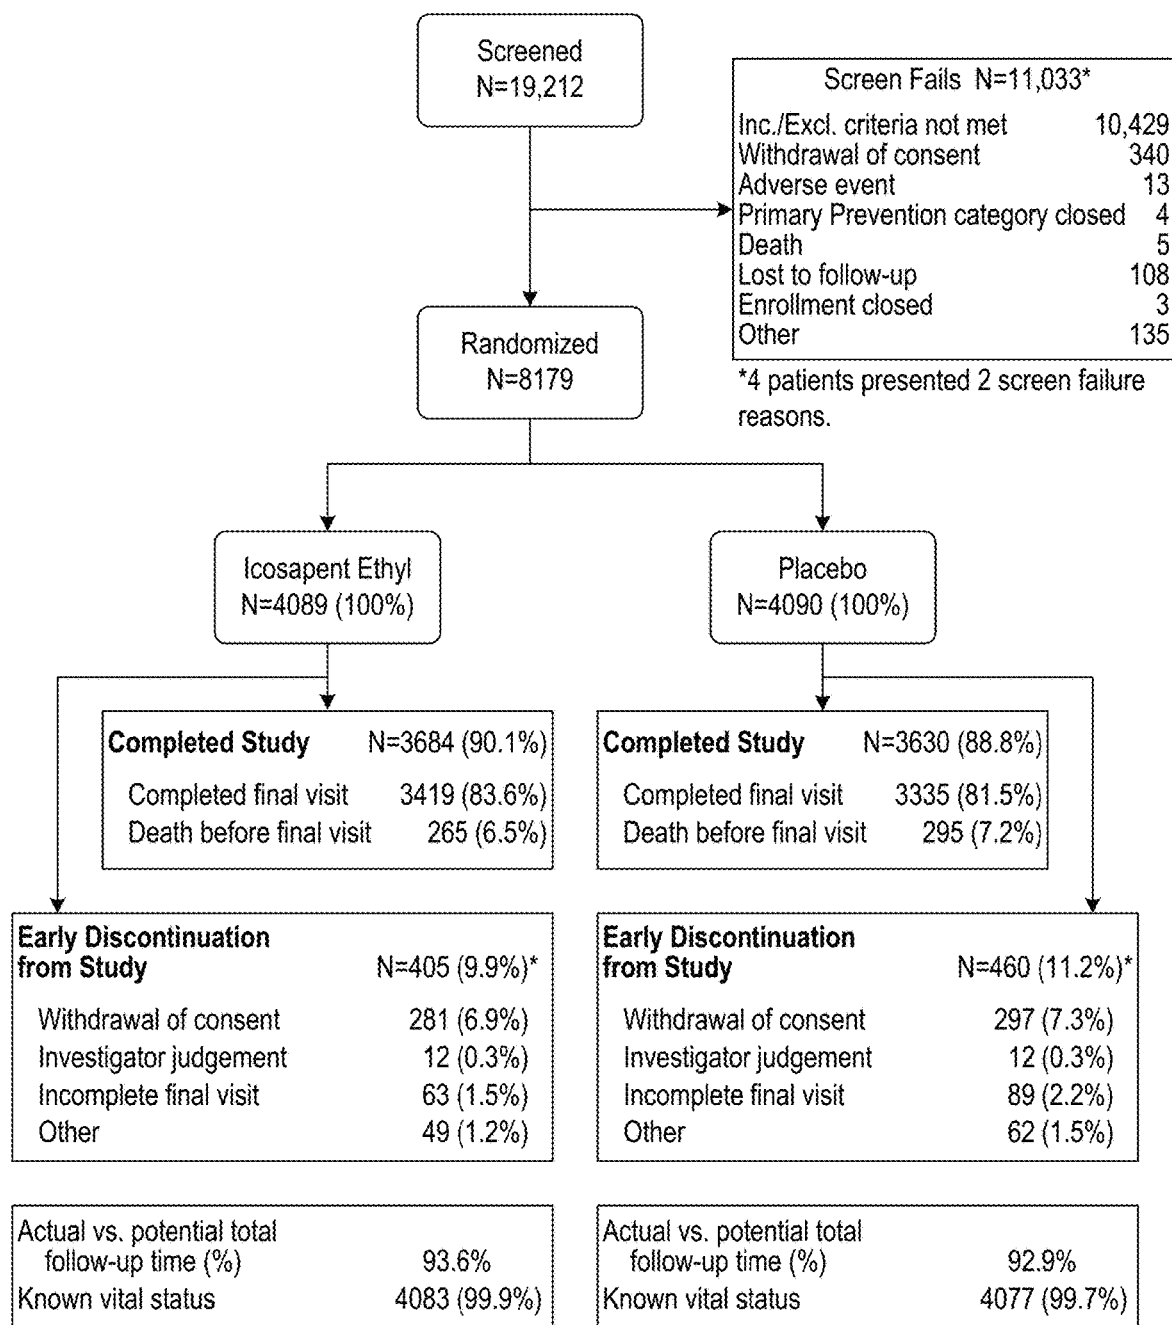 Screened
N=19,212
Screen Fails N=11,033*
Inc./Excl. criteria not met 10,429
Withdrawal of consent 340
Adverse event 13
Primary Prevention category closed 4
Death 5
Lost to follow-up 108
Enrollment closed 3
Other 135
*4 patients presented 2 screen failure
reasons.
Randomized
N=8179
Icosapent Ethyl
N=4089 (100%)
Placebo
N=4090 (100%)
Completed Study N=3684 (90.1%)
Completed final visit 3419 (83.6%)
Death before final visit 265 (6.5%)
Completed Study N=3630 (88.8%)
Completed final visit 3335 (81.5%)
Death before final visit 295 (7.2%)
Early Discontinuation
from Study N=405 (9.9%)*
Withdrawal of consent 281 (6.9%)
Investigator judgement 12 (0.3%)
Incomplete final visit 63 (1.5%)
Other 49 (1.2%)
Early Discontinuation
from Study N=460 (11.2%)*
Withdrawal of consent 297 (7.3%)
Investigator judgement 12 (0.3%)
Incomplete final visit 89 (2.2%)
Other 62 (1.5%)
Actual vs. potential total
follow-up time (%) 93.6%
Known vital status 4083 (99.9%)
Actual vs. potential total
follow-up time (%) 92.9%
Known vital status 4077 (99.7%)